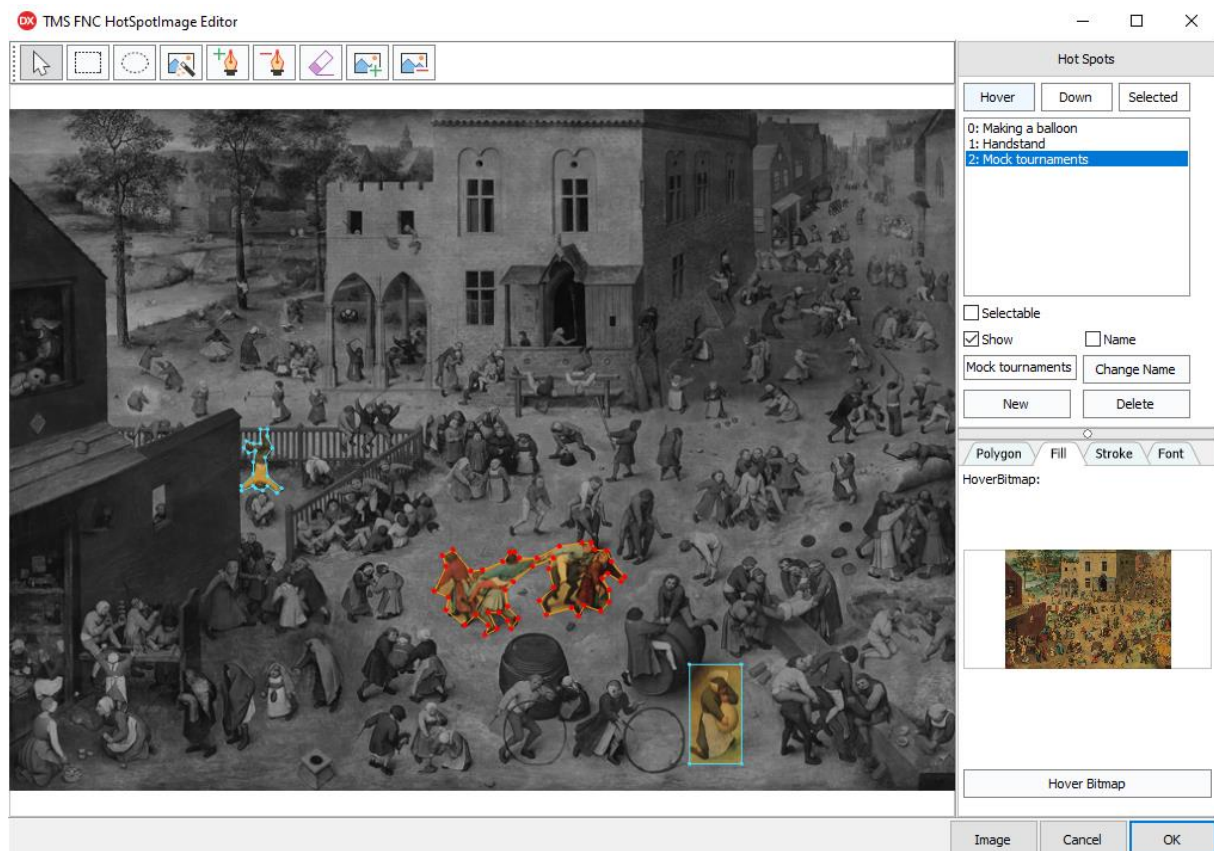 DX TMS FNC HotSpotImage Editor
Hot Spots
Hover Down Selected
0: Making a balloon
1: Handstand
2: Mock tournaments
Selectable
Show Name
Mock tournaments Change Name
New Delete
Polygon Fill Stroke Font
HoverBitmap:
Hover Bitmap
Image Cancel OK